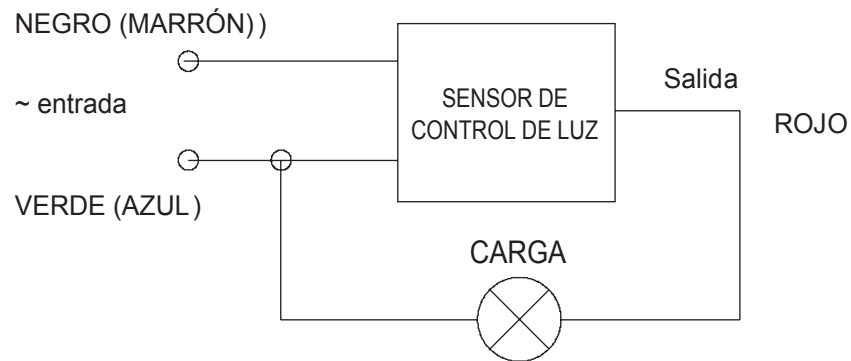 NEGRO (MARRÓN) )
~ entrada
VERDE (AZUL )
SENSOR DE
CONTROL DE LUZ
Salida
ROJO
CARGA